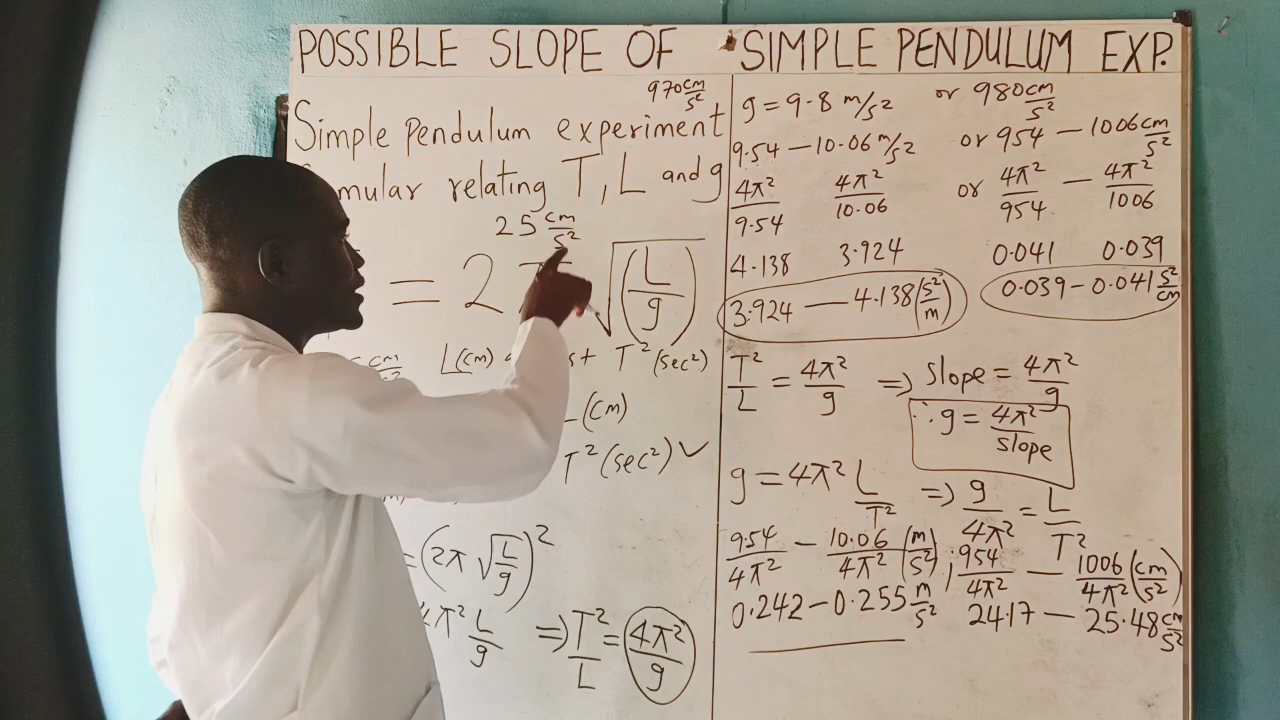 POSSIBLE SLOPE OF SIMPLE PENDULUM EXP.
970 cm/s²
Simple pendulum experiment
mular relating T, L and g
25 cm/s²
= 2π √(L/g)
cm L(cm) st T²(sec²)
(cm)
T²(sec²) ✓
= (2π √(L/g))²
4π² L/g ⇒ T²/L = 4π²/g
g = 9.8 m/s² or 980 cm/s²
9.54 — 10.06 m/s² or 954 — 1006 cm/s²
4π²/9.54 4π²/10.06 or 4π²/954 — 4π²/1006
4.138 3.924 0.041 0.039
3.924 — 4.138 (s²/m) 0.039 – 0.041 s²/cm
T²/L = 4π²/g ⇒ slope = 4π²/g
∴ g = 4π²/slope
g = 4π² L/T² ⇒ g/4π² = L/T²
9.54/4π² — 10.06/4π² (m/s²) ; 954/4π² — 1006/4π² (cm/s²)
0.242 – 0.255 m/s² 24.17 — 25.48 cm/s²